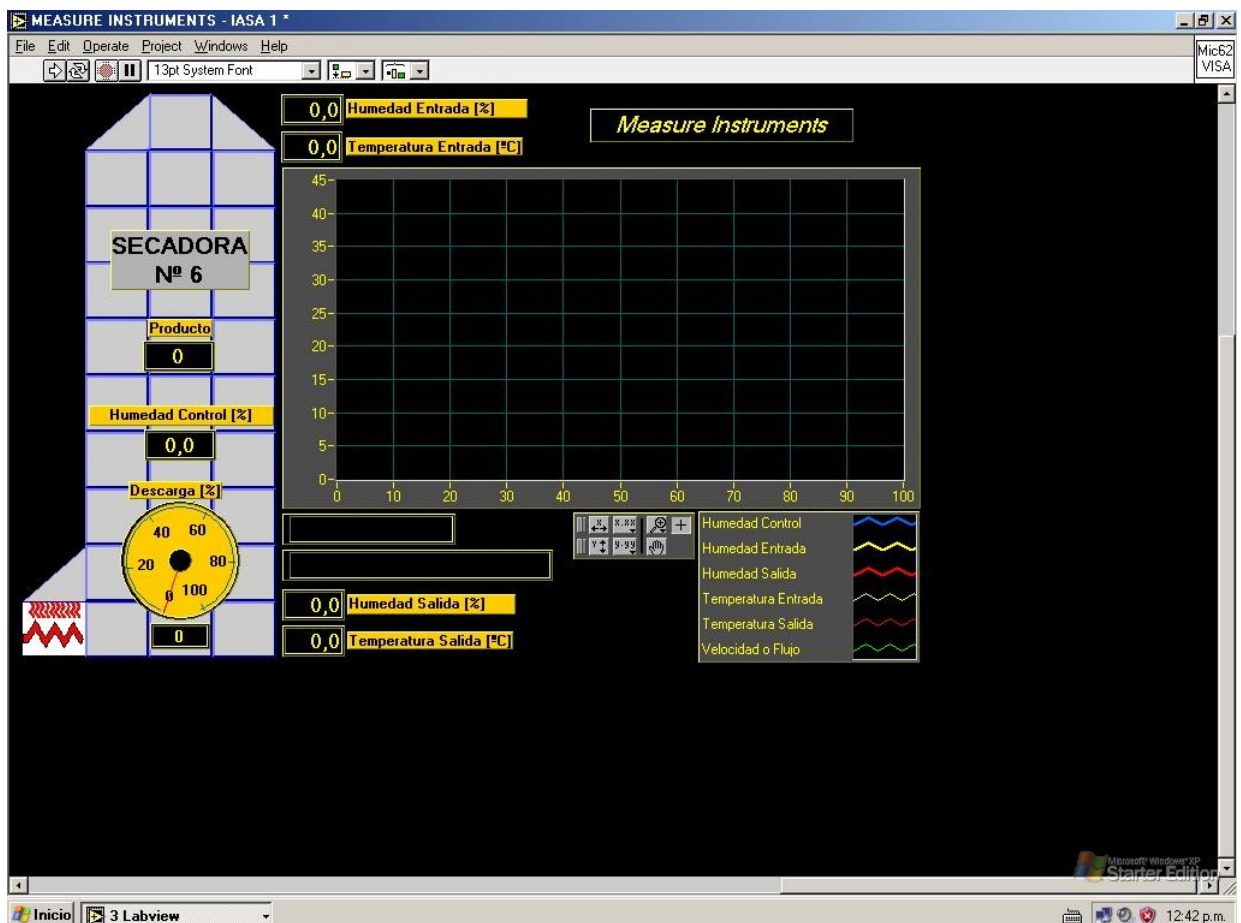 MEASURE INSTRUMENTS - IASA 1 *
File Edit Operate Project Windows Help
13pt System Font
Mic62
VISA
0,0 Humedad Entrada [%]
0,0 Temperatura Entrada [ºC]
Measure Instruments
SECADORA
Nº 6
Producto
0
Humedad Control [%]
0,0
Descarga [%]
0 20 40 60 80 100
0
45
40
35
30
25
20
15
10
5
0
0 10 20 30 40 50 60 70 80 90 100
X X.XX
Y Y.YY
Humedad Control
Humedad Entrada
Humedad Salida
Temperatura Entrada
Temperatura Salida
Velocidad o Flujo
0,0 Humedad Salida [%]
0,0 Temperatura Salida [ºC]
Microsoft Windows XP
Starter Edition
Inicio 3 Labview 12:42 p.m.